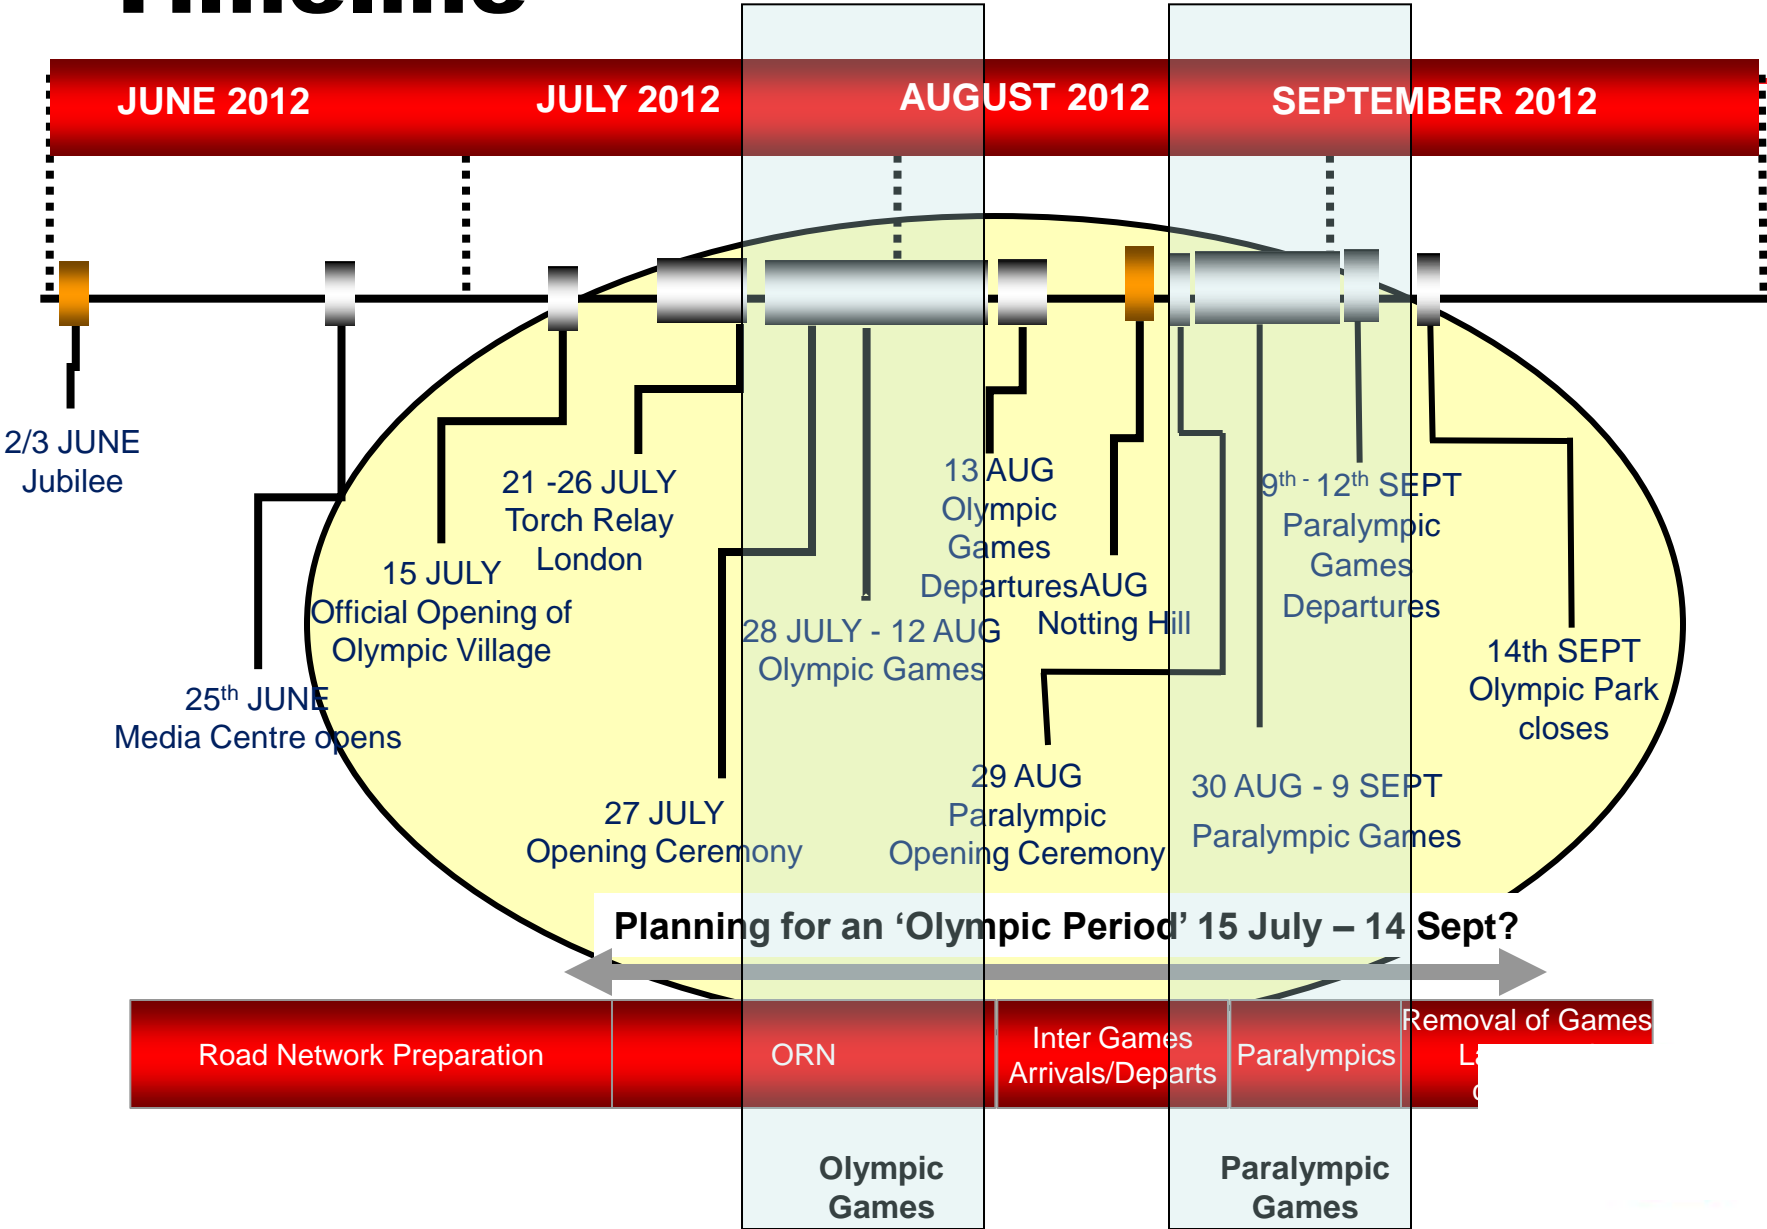 Timeline
JUNE 2012
JULY 2012
AUGUST 2012
SEPTEMBER 2012
2/3 JUNE
Jubilee
25th JUNE
Media Centre opens
15 JULY
Official Opening of
Olympic Village
21 -26 JULY
Torch Relay
London
27 JULY
Opening Ceremony
28 JULY - 12 AUG
Olympic Games
13 AUG
Olympic
Games
Departures
AUG
Notting Hill
29 AUG
Paralympic
Opening Ceremony
30 AUG - 9 SEPT
Paralympic Games
9th - 12th SEPT
Paralympic
Games
Departures
14th SEPT
Olympic Park
closes
Planning for an ‘Olympic Period’ 15 July – 14 Sept?
Road Network Preparation
ORN
Inter Games
Arrivals/Departs
Paralympics
Removal of Games
Olympic
Games
Paralympic
Games